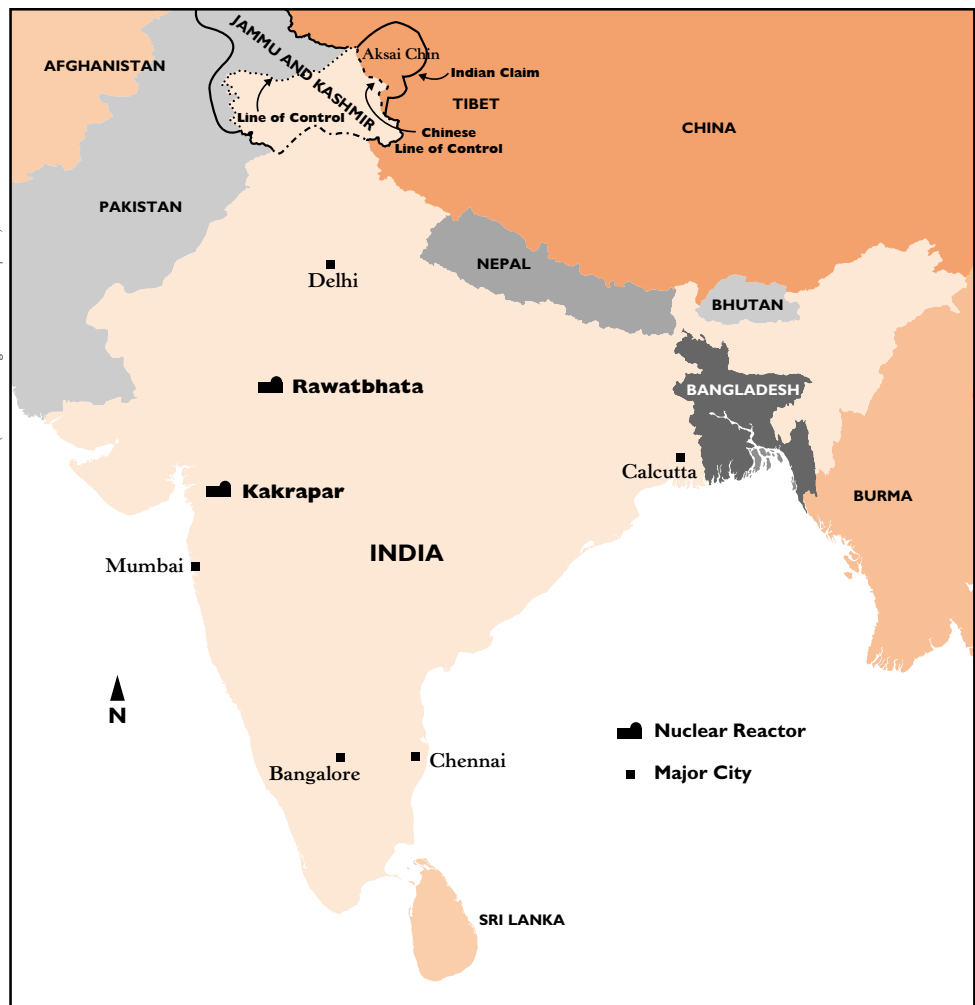 JAMMU AND KASHMIR
AFGHANISTAN
Aksai Chin
Indian Claim
TIBET
Line of Control
Chinese
Line of Control
CHINA
PAKISTAN
NEPAL
Delhi
BHUTAN
Rawatbhata
BANGLADESH
Calcutta
Kakrapar
BURMA
INDIA
Mumbai
N
Nuclear Reactor
Bangalore
Chennai
Major City
SRI LANKA